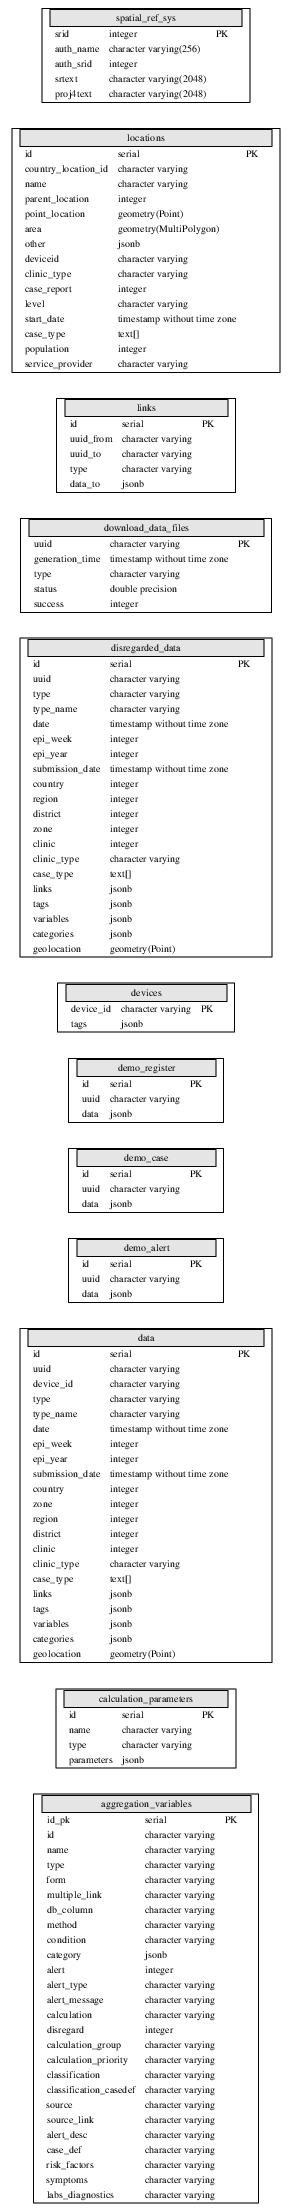 spatial_ref_sys
srid integer PK
auth_name character varying(256)
auth_srid integer
srtext character varying(2048)
proj4text character varying(2048)
locations
id serial PK
country_location_id character varying
name character varying
parent_location integer
point_location geometry(Point)
area geometry(MultiPolygon)
other jsonb
deviceid character varying
clinic_type character varying
case_report integer
level character varying
start_date timestamp without time zone
case_type text[]
population integer
service_provider character varying
links
id serial PK
uuid_from character varying
uuid_to character varying
type character varying
data_to jsonb
download_data_files
uuid character varying PK
generation_time timestamp without time zone
type character varying
status double precision
success integer
disregarded_data
id serial PK
uuid character varying
type character varying
type_name character varying
date timestamp without time zone
epi_week integer
epi_year integer
submission_date timestamp without time zone
country integer
region integer
district integer
zone integer
clinic integer
clinic_type character varying
case_type text[]
links jsonb
tags jsonb
variables jsonb
categories jsonb
geolocation geometry(Point)
devices
device_id character varying PK
tags jsonb
demo_register
id serial PK
uuid character varying
data jsonb
demo_case
id serial PK
uuid character varying
data jsonb
demo_alert
id serial PK
uuid character varying
data jsonb
data
id serial PK
uuid character varying
device_id character varying
type character varying
type_name character varying
date timestamp without time zone
epi_week integer
epi_year integer
submission_date timestamp without time zone
country integer
zone integer
region integer
district integer
clinic integer
clinic_type character varying
case_type text[]
links jsonb
tags jsonb
variables jsonb
categories jsonb
geolocation geometry(Point)
calculation_parameters
id serial PK
name character varying
type character varying
parameters jsonb
aggregation_variables
id_pk serial PK
id character varying
name character varying
type character varying
form character varying
multiple_link character varying
db_column character varying
method character varying
condition character varying
category jsonb
alert integer
alert_type character varying
alert_message character varying
calculation character varying
disregard integer
calculation_group character varying
calculation_priority character varying
classification character varying
classification_casedef character varying
source character varying
source_link character varying
alert_desc character varying
case_def character varying
risk_factors character varying
symptoms character varying
labs_diagnostics character varying